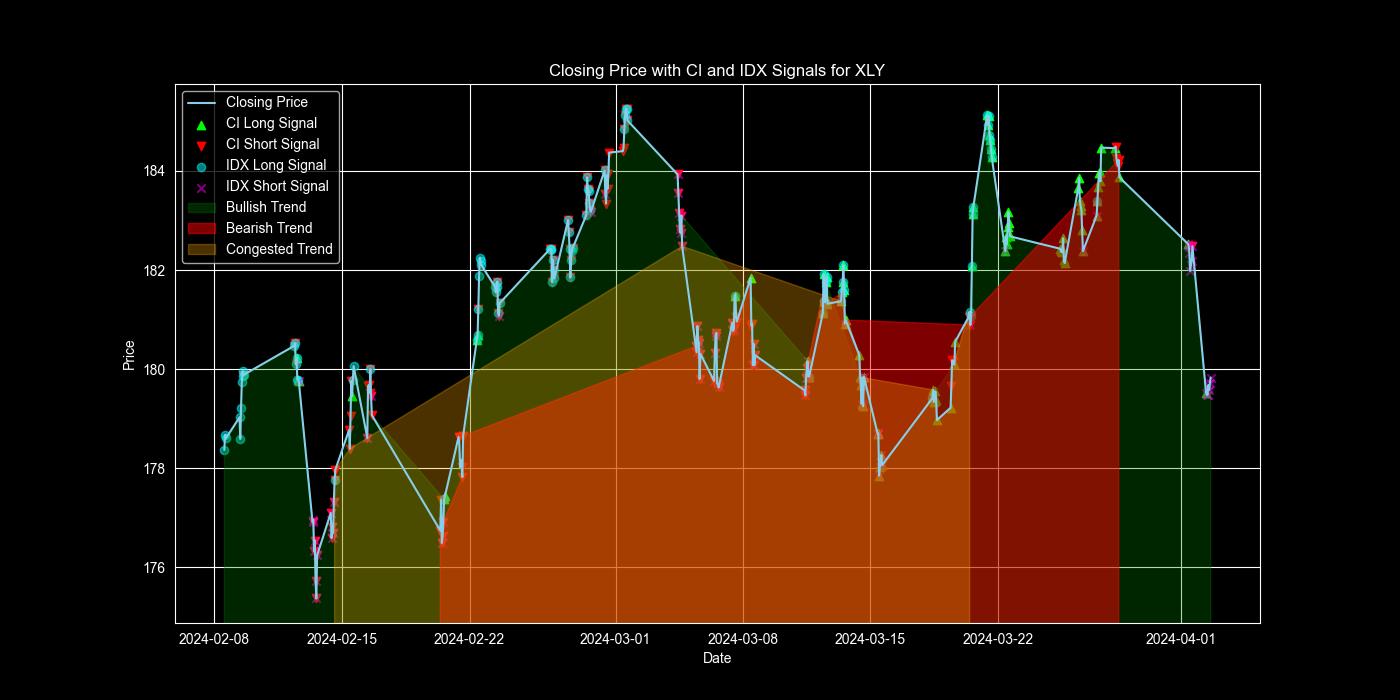 Closing Price with CI and IDX Signals for XLY
Closing Price
CI Long Signal
CI Short Signal
IDX Long Signal
IDX Short Signal
Bullish Trend
Bearish Trend
Congested Trend
184
182
180
178
176
Price
2024-02-08
2024-02-15
2024-02-22
2024-03-01
2024-03-08
2024-03-15
2024-03-22
2024-04-01
Date